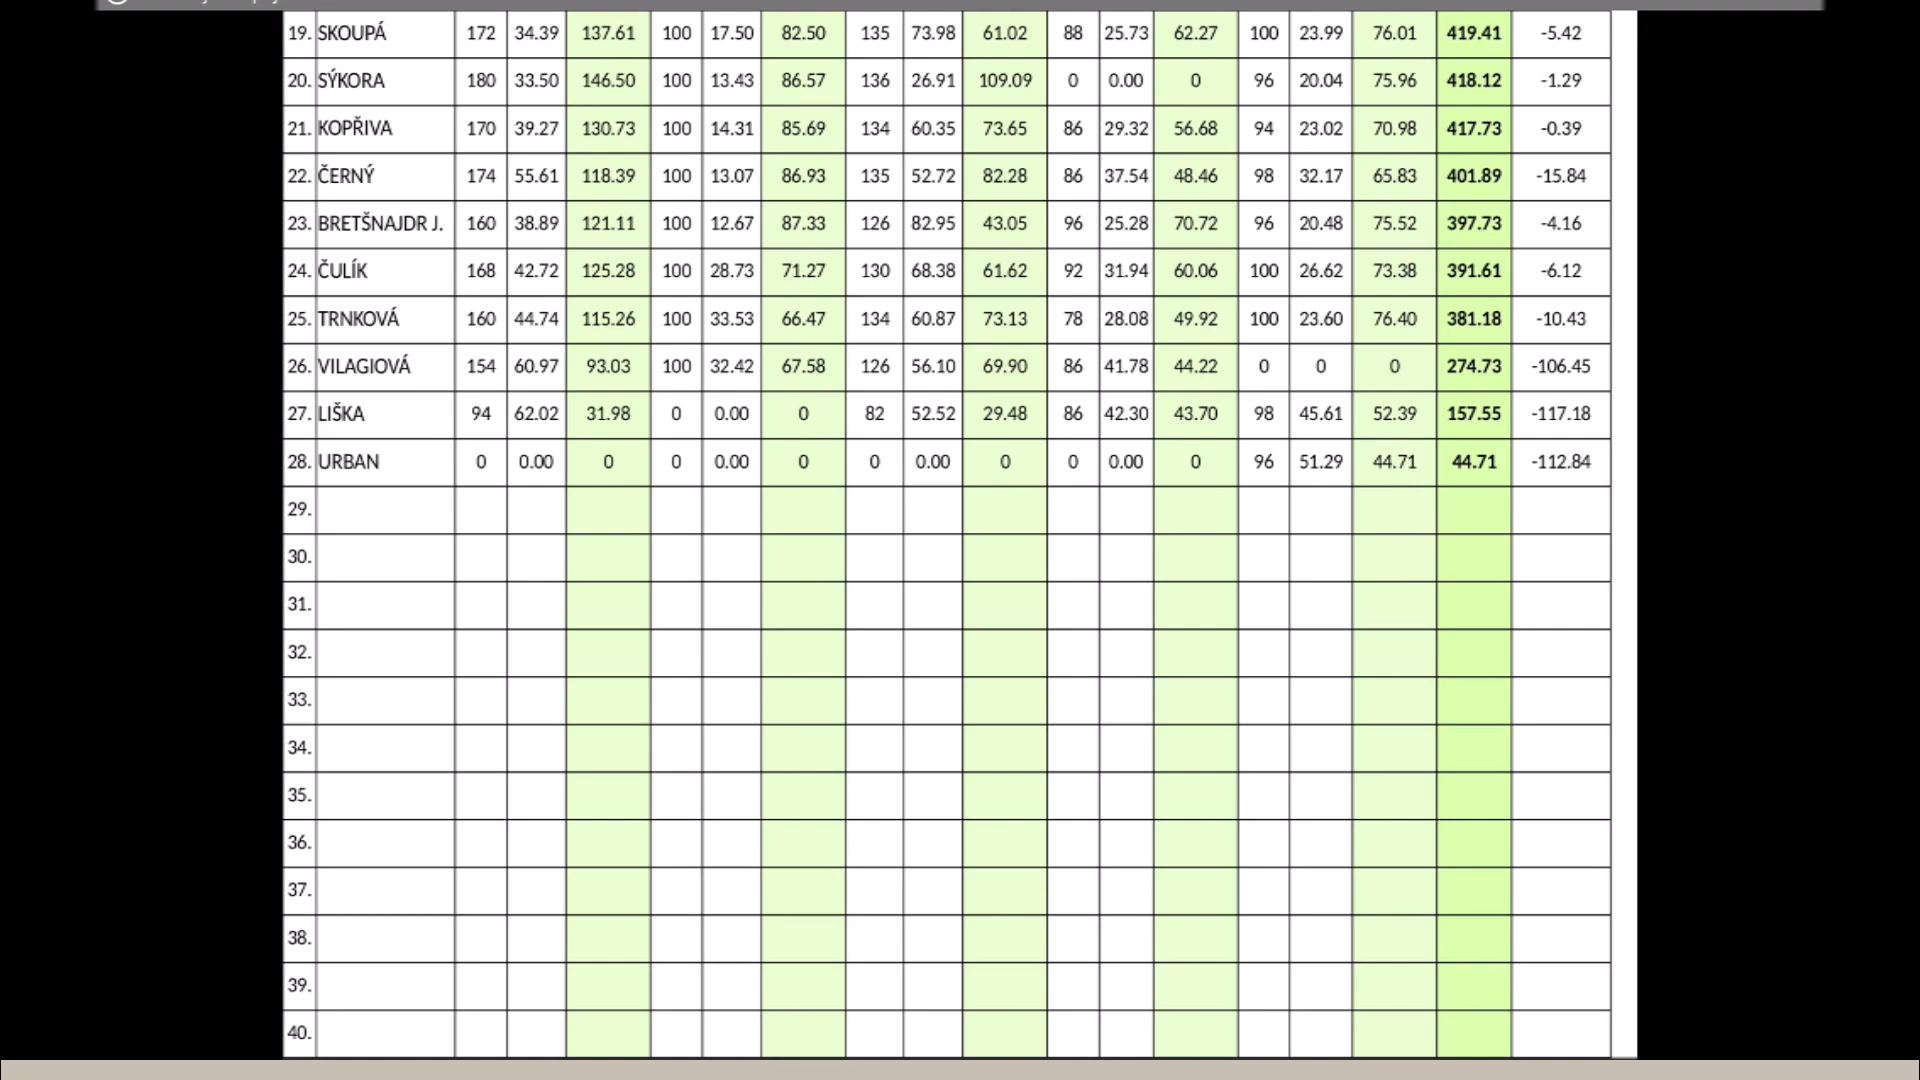 19. SKOUPÁ 172 34.39 137.61 100 17.50 82.50 135 73.98 61.02 88 25.73 62.27 100 23.99 76.01 419.41 -5.42
20. SÝKORA 180 33.50 146.50 100 13.43 86.57 136 26.91 109.09 0 0.00 0 96 20.04 75.96 418.12 -1.29
21. KOPŘIVA 170 39.27 130.73 100 14.31 85.69 134 60.35 73.65 86 29.32 56.68 94 23.02 70.98 417.73 -0.39
22. ČERNÝ 174 55.61 118.39 100 13.07 86.93 135 52.72 82.28 86 37.54 48.46 98 32.17 65.83 401.89 -15.84
23. BRETŠNAJDR J. 160 38.89 121.11 100 12.67 87.33 126 82.95 43.05 96 25.28 70.72 96 20.48 75.52 397.73 -4.16
24. ČULÍK 168 42.72 125.28 100 28.73 71.27 130 68.38 61.62 92 31.94 60.06 100 26.62 73.38 391.61 -6.12
25. TRNKOVÁ 160 44.74 115.26 100 33.53 66.47 134 60.87 73.13 78 28.08 49.92 100 23.60 76.40 381.18 -10.43
26. VILAGIOVÁ 154 60.97 93.03 100 32.42 67.58 126 56.10 69.90 86 41.78 44.22 0 0 0 274.73 -106.45
27. LIŠKA 94 62.02 31.98 0 0.00 0 82 52.52 29.48 86 42.30 43.70 98 45.61 52.39 157.55 -117.18
28. URBAN 0 0.00 0 0 0.00 0 0 0.00 0 0 0.00 0 96 51.29 44.71 44.71 -112.84
29.
30.
31.
32.
33.
34.
35.
36.
37.
38.
39.
40.